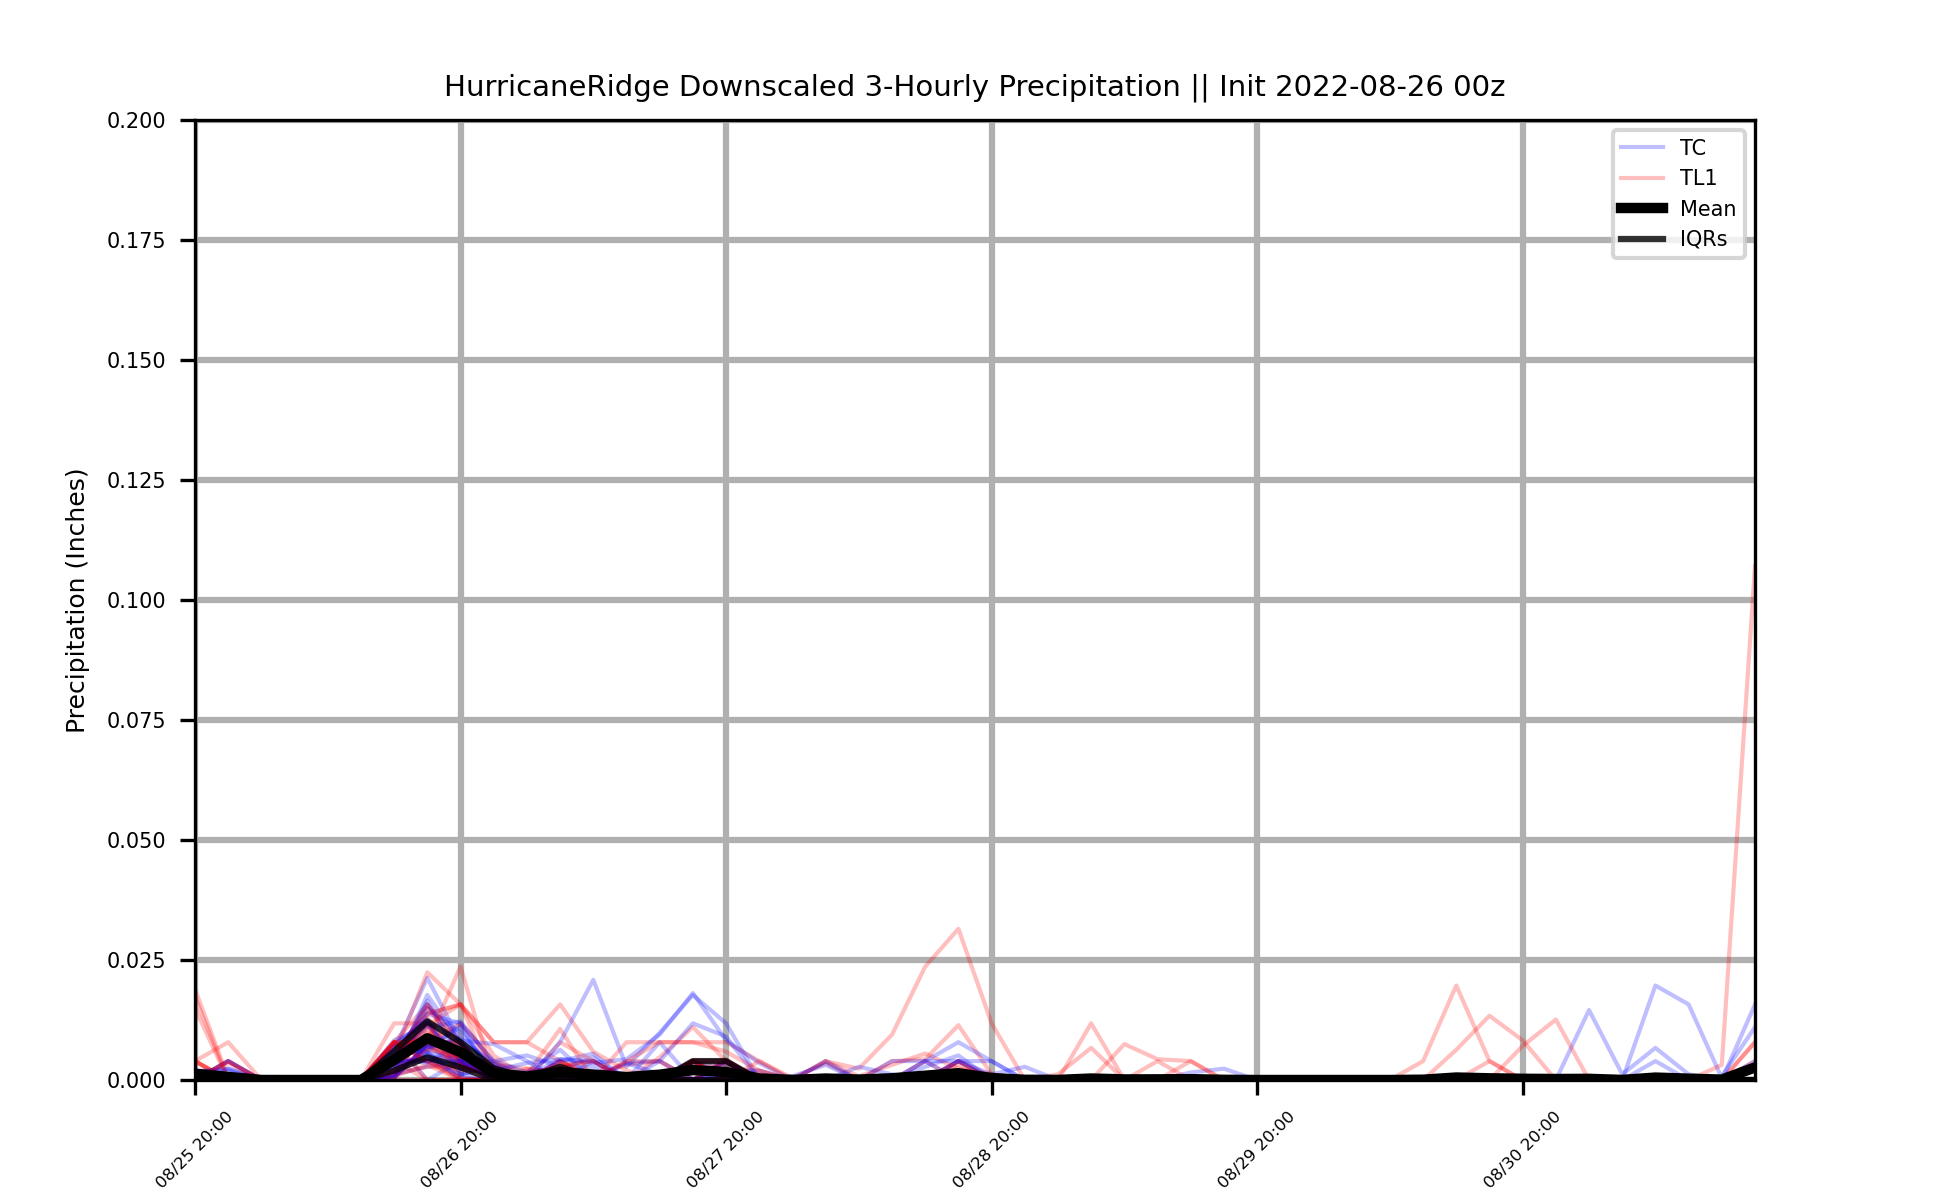 HurricaneRidge Downscaled 3-Hourly Precipitation || Init 2022-08-26 00z
Precipitation (Inches)
0.200
0.175
0.150
0.125
0.100
0.075
0.050
0.025
0.000
TC
TL1
Mean
IQRs
08/25 20:00
08/26 20:00
08/27 20:00
08/28 20:00
08/29 20:00
08/30 20:00